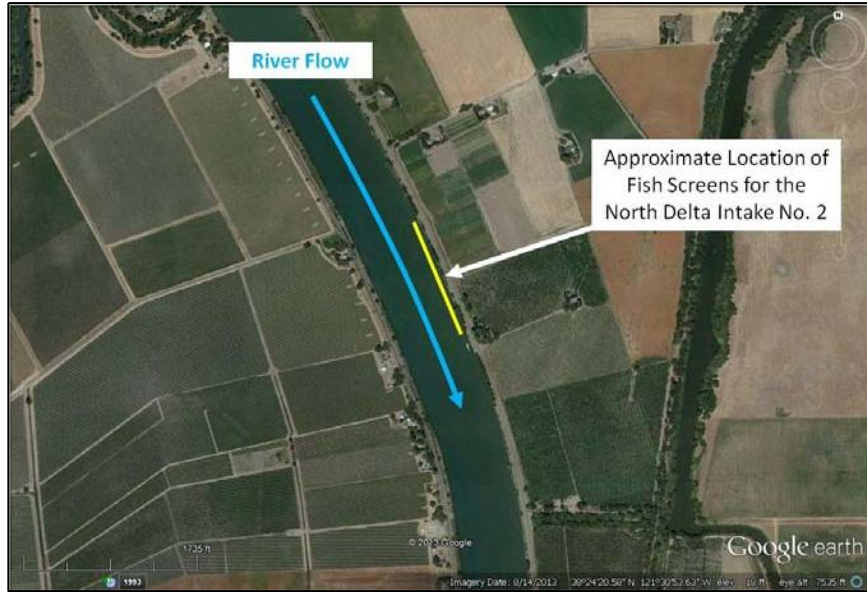 N
River Flow
Approximate Location of
Fish Screens for the
North Delta Intake No. 2
1735 ft
© 2013 Google
Google earth
1993
Imagery Date: 8/14/2013 38°24'20.58" N 121°30'53.63" W elev 18 ft eye alt 7535 ft